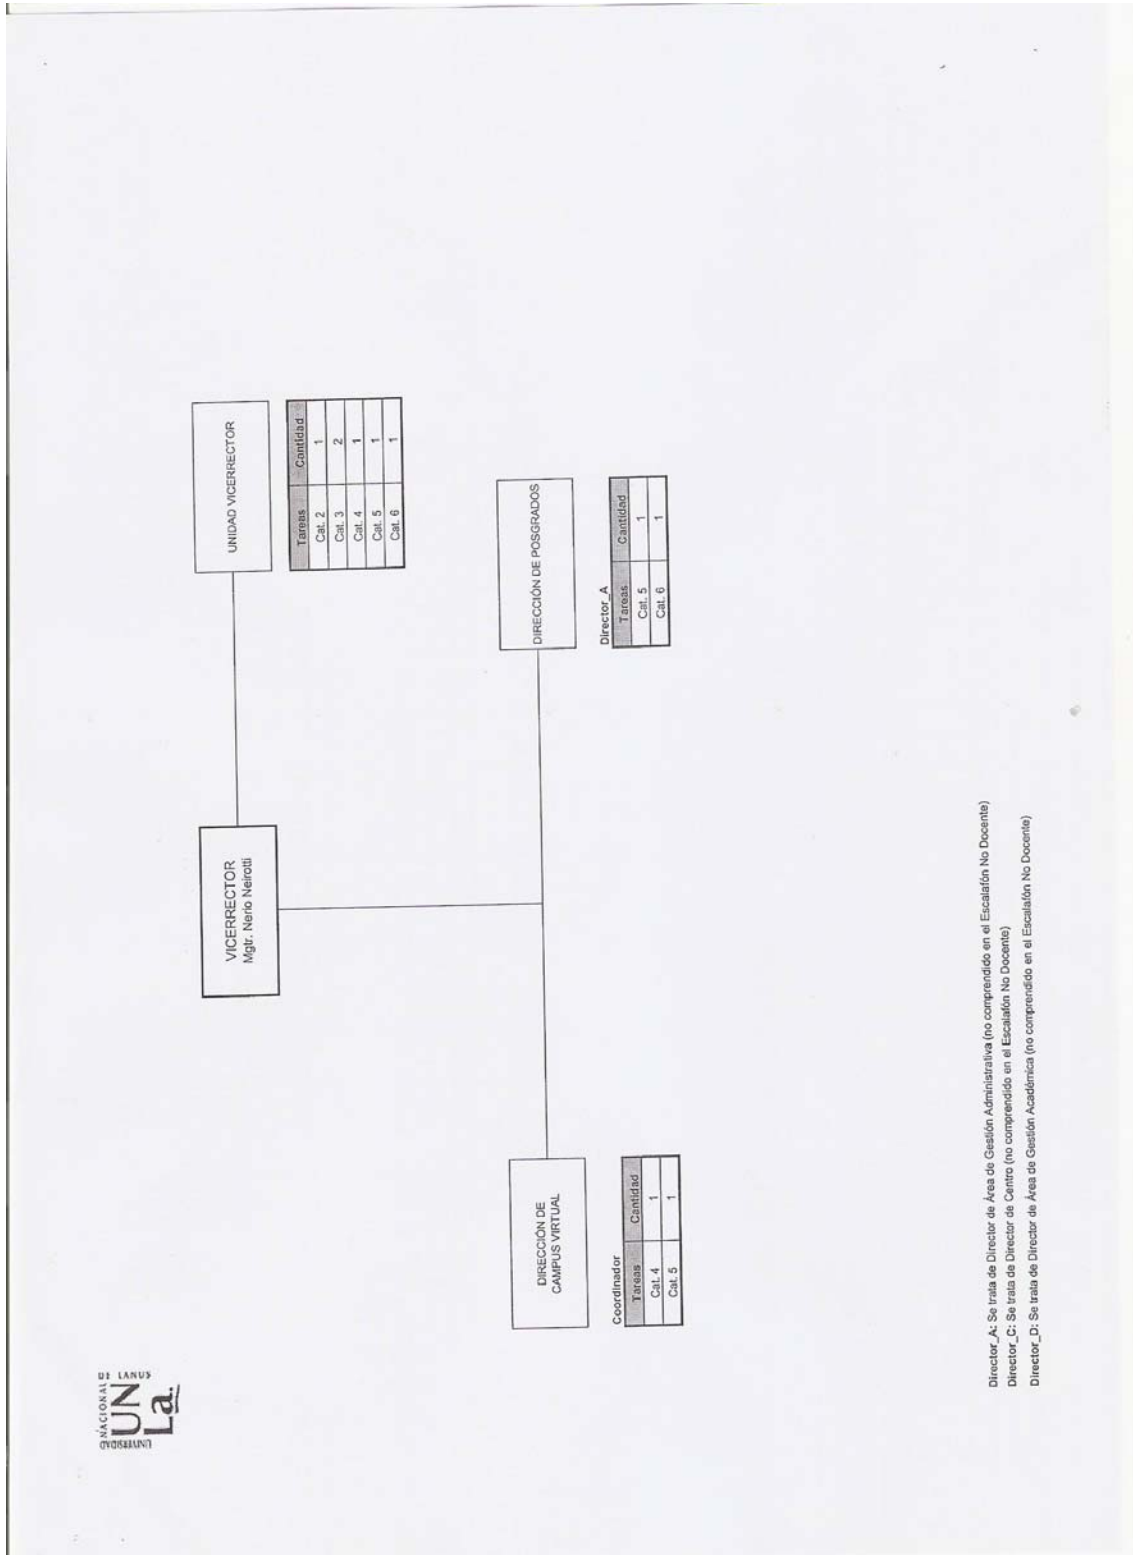 UNIVERSIDAD NACIONAL DE LANUS
UN
La.
VICERRECTOR
Mgtr. Nerio Neirotti
UNIDAD VICERRECTOR
Tareas Cantidad
Cat. 2 1
Cat. 3 2
Cat. 4 1
Cat. 5 1
Cat. 6 1
DIRECCIÓN DE
CAMPUS VIRTUAL
Coordinador
Tareas Cantidad
Cat. 4 1
Cat. 5 1
DIRECCIÓN DE POSGRADOS
Director_A
Tareas Cantidad
Cat. 5 1
Cat. 6 1
Director_A: Se trata de Director de Área de Gestión Administrativa (no comprendido en el Escalafón No Docente)
Director_C: Se trata de Director de Centro (no comprendido en el Escalafón No Docente)
Director_D: Se trata de Director de Área de Gestión Académica (no comprendido en el Escalafón No Docente)